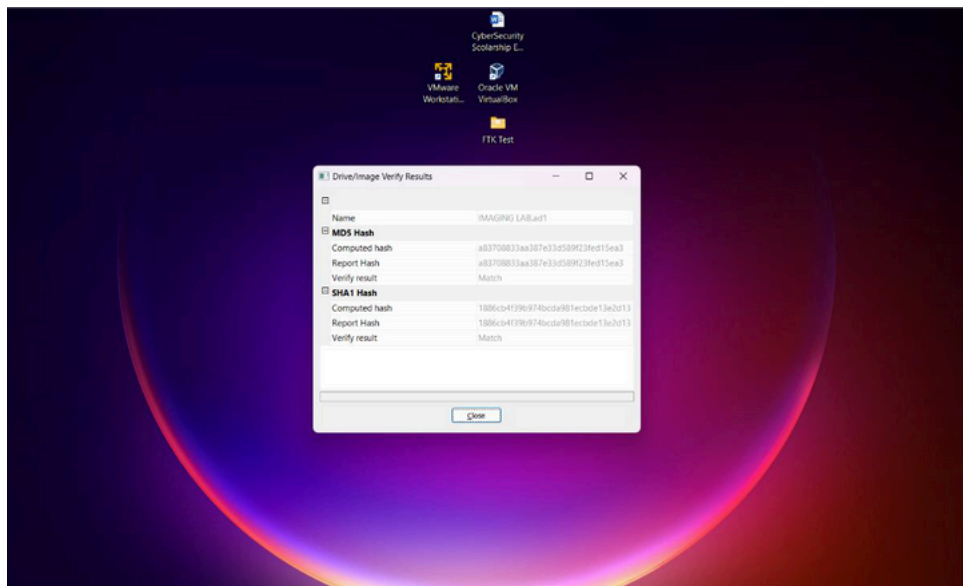 CyberSecurity
Scolarship E...
VMware
Workstati...
Oracle VM
VirtualBox
FTK Test
Drive/Image Verify Results
Name IMAGING LAB.ad1
MD5 Hash
Computed hash a83708833aa387e33d589f23fed15ea3
Report Hash a83708833aa387e33d589f23fed15ea3
Verify result Match
SHA1 Hash
Computed hash 1886cb4f39b974bcda981ecbde13e2d13
Report Hash 1886cb4f39b974bcda981ecbde13e2d13
Verify result Match
Close